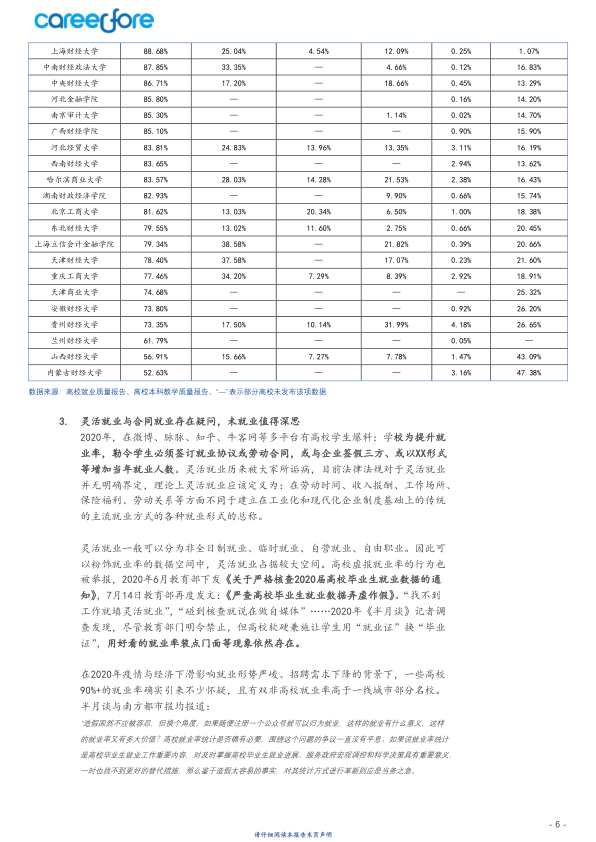 careerfore
上海财经大学 88.68% 25.04% 4.54% 12.09% 0.25% 1.07%
中南财经政法大学 87.85% 33.35% — 4.66% 0.12% 16.83%
中央财经大学 86.71% 17.20% — 18.66% 0.45% 13.29%
河北金融学院 85.80% — — 0.16% 14.20%
南京审计大学 85.30% — — 1.14% 0.02% 14.70%
广西财经学院 85.10% — — — 0.90% 15.90%
河北经贸大学 83.81% 24.83% 13.96% 13.35% 3.11% 16.19%
西南财经大学 83.65% — — — 2.94% 13.62%
哈尔滨商业大学 83.57% 28.03% 14.28% 21.53% 2.38% 16.43%
湖南财政经济学院 82.93% — — 9.90% 0.66% 15.74%
北京工商大学 81.62% 13.03% 20.34% 6.50% 1.00% 18.38%
东北财经大学 79.55% 13.02% 11.60% 2.75% 0.66% 20.45%
上海立信会计金融学院 79.34% 38.58% — 21.82% 0.39% 20.66%
天津财经大学 78.40% 37.58% — 17.07% 0.23% 21.60%
重庆工商大学 77.46% 34.20% 7.29% 8.39% 2.92% 18.91%
天津商业大学 74.68% — — — — 25.32%
安徽财经大学 73.80% — — — 0.92% 26.20%
贵州财经大学 73.35% 17.50% 10.14% 31.99% 4.18% 26.65%
兰州财经大学 61.79% — — — 0.05% —
山西财经大学 56.91% 15.66% 7.27% 7.78% 1.47% 43.09%
内蒙古财经大学 52.63% — — — 3.16% 47.38%
数据来源：高校就业质量报告、高校本科教学质量报告，"—"表示部分高校未发布该项数据
3. 灵活就业与合同就业存在疑问，未就业值得深思
2020年，在微博、脉脉、知乎、牛客网等多平台有高校学生爆料：学校为提升就
业率，勒令学生必须签订就业协议或劳动合同，或与企业签假三方、或以XX形式
等增加当年就业人数。灵活就业历来被大家所诟病，目前法律法规对于灵活就业
并无明确界定，理论上灵活就业应该定义为：在劳动时间、收入报酬、工作场所、
保险福利、劳动关系等方面不同于建立在工业化和现代化企业制度基础上的传统
的主流就业方式的各种就业形式的总称。
灵活就业一般可以分为非全日制就业、临时就业、自营就业、自由职业。因此可
以粉饰就业率的数据空间中，灵活就业占据较大空间。高校虚报就业率的行为也
被举报，2020年6月教育部下发《关于严格核查2020届高校毕业生就业数据的通
知》，7月14日教育部再度发文：《严查高校毕业生就业数据弄虚作假》。“找不到
工作就填灵活就业”，“碰到核查就说在做自媒体”……2020年《半月谈》记者调
查发现，尽管教育部门明令禁止，但高校软硬兼施让学生用“就业证”换“毕业
证”，用好看的就业率装点门面等现象依然存在。
在2020年疫情与经济下滑影响就业形势严峻、招聘需求下降的背景下，一些高校
90%+的就业率确实引来不少怀疑，且有双非高校就业率高于一线城市部分名校。
半月谈与南方都市报均报道：
“造假固然不应被容忍，但换个角度，如果随便注册一个公众号就可以归为就业，这样的就业有什么意义，这样
的就业率又有多大价值？高校就业率统计是否确有必要，围绕这个问题的争议一直没有平息。如果说就业率统计
是高校毕业生就业工作重要内容，对及时掌握高校毕业生就业进展、服务政府宏观调控和科学决策具有重要意义，
一时也找不到更好的替代措施，那么鉴于造假太容易的事实，对其统计方式进行革新则应是当务之急。
- 6 -
请仔细阅读本报告末页声明